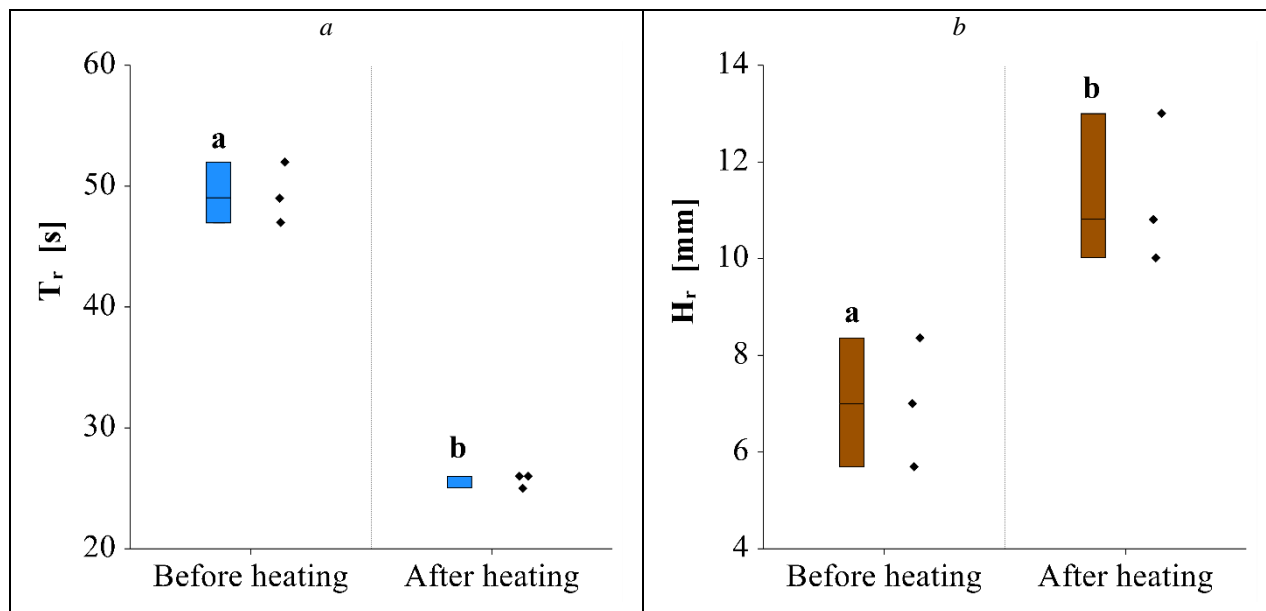 a
60
50
40
30
20
Tᵣ [s]
a
b
Before heating
After heating
b
14
12
10
8
6
4
Hᵣ [mm]
a
b
Before heating
After heating